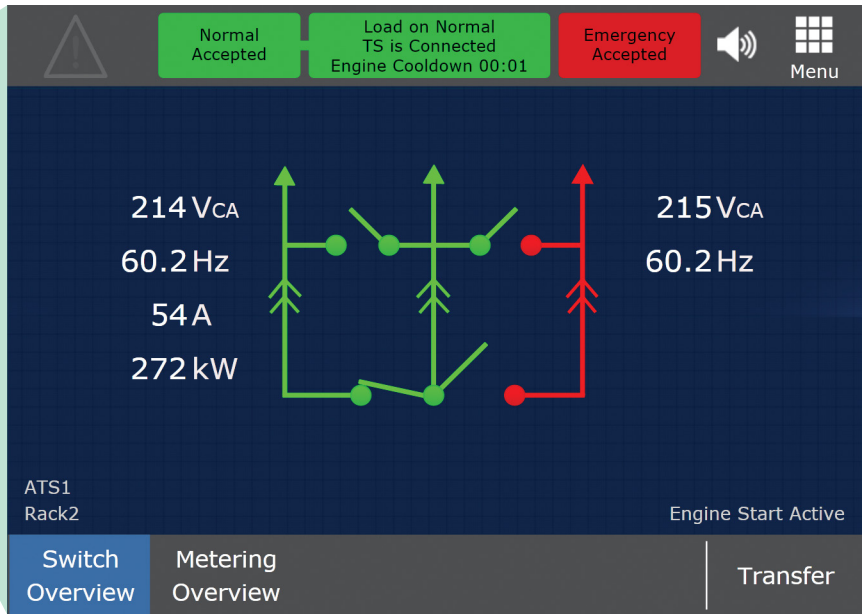 Normal
Accepted
Load on Normal
TS is Connected
Engine Cooldown 00:01
Emergency
Accepted
Menu
214 VCA
60.2 Hz
54 A
272 kW
215 VCA
60.2 Hz
ATS1
Rack2
Engine Start Active
Switch
Overview
Metering
Overview
Transfer